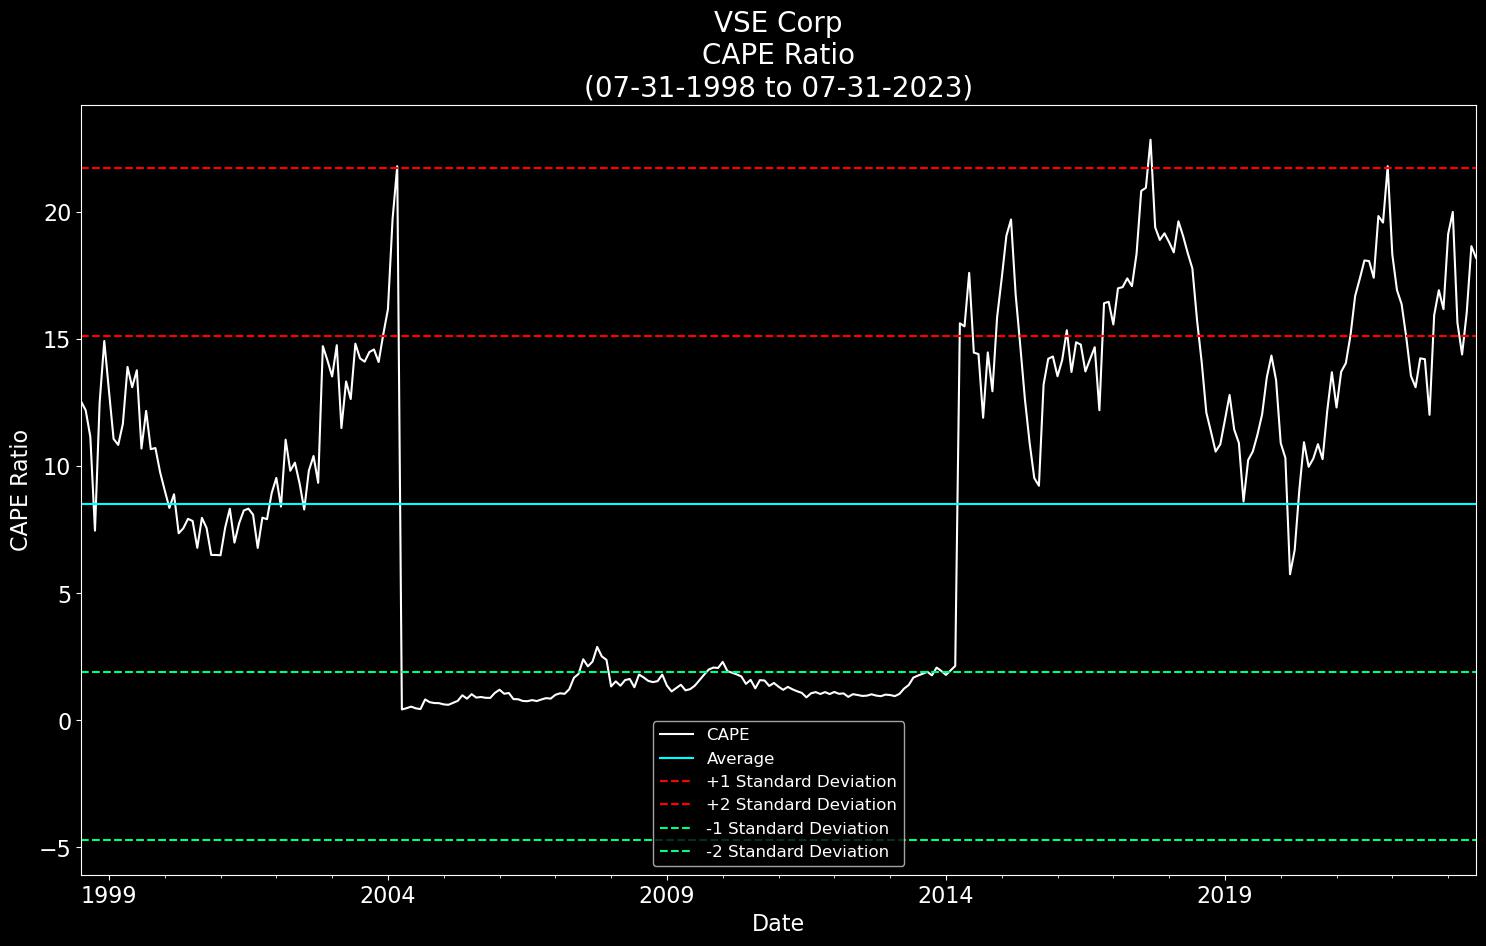 VSE Corp
CAPE Ratio
(07-31-1998 to 07-31-2023)
CAPE Ratio
20
15
10
5
0
−5
CAPE
Average
+1 Standard Deviation
+2 Standard Deviation
-1 Standard Deviation
-2 Standard Deviation
1999 2004 2009 2014 2019
Date